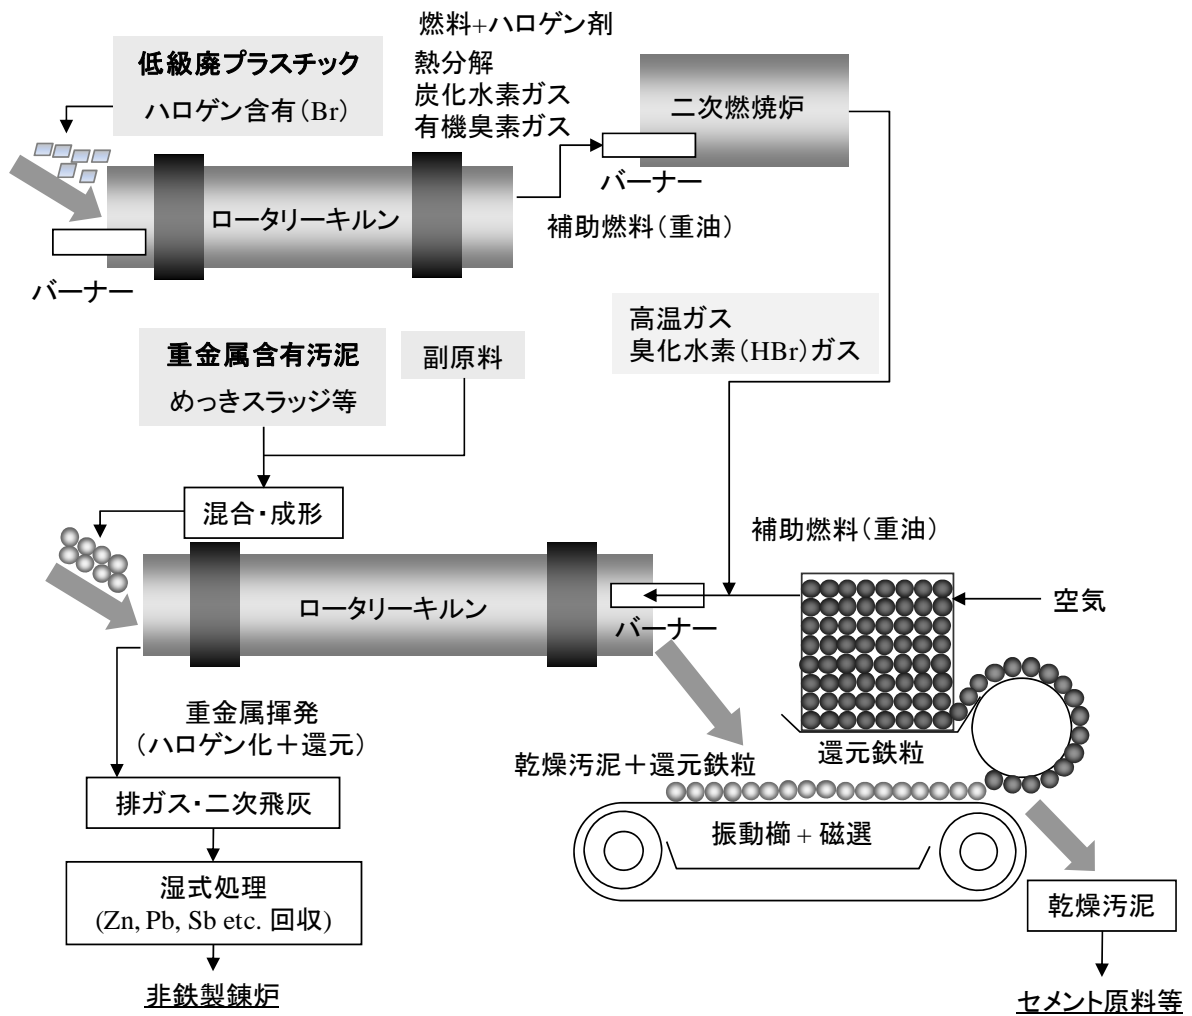 燃料+ハロゲン剤
低級廃プラスチック
ハロゲン含有(Br)
熱分解
炭化水素ガス
有機臭素ガス
二次燃焼炉
バーナー
ロータリーキルン
補助燃料(重油)
バーナー
高温ガス
臭化水素(HBr)ガス
重金属含有汚泥
めっきスラッジ等
副原料
混合・成形
補助燃料(重油)
ロータリーキルン
バーナー
空気
重金属揮発
(ハロゲン化+還元)
還元鉄粒
乾燥汚泥+還元鉄粒
排ガス・二次飛灰
振動櫛 + 磁選
湿式処理
(Zn, Pb, Sb etc. 回収)
乾燥汚泥
非鉄製錬炉
セメント原料等